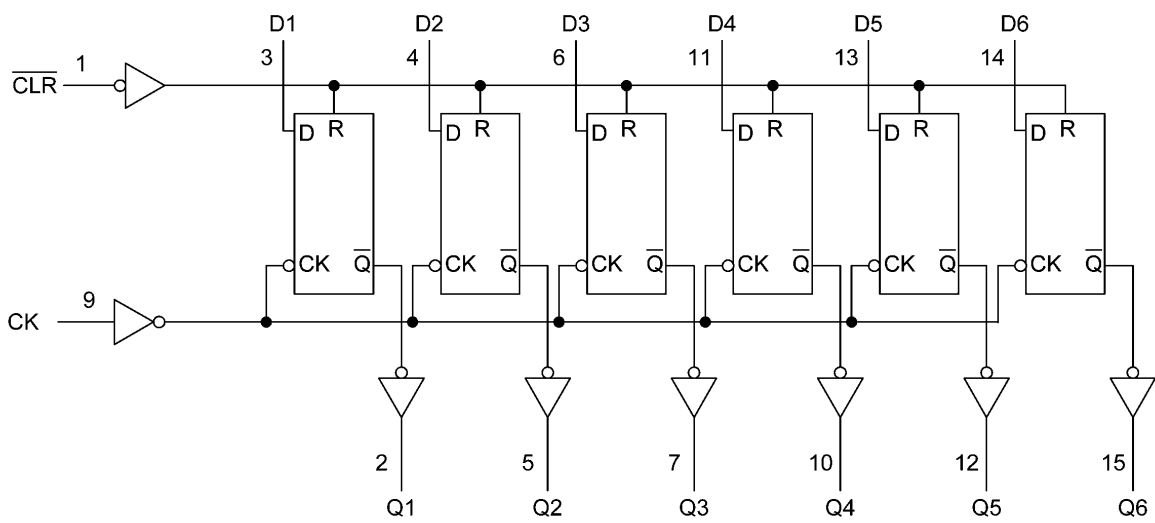 D1 D2 D3 D4 D5 D6
1 3 4 6 11 13 14
C̅L̅R̅
R R R R R R
D D D D D D
CK Q̅ CK Q̅ CK Q̅ CK Q̅ CK Q̅ CK Q̅
9
CK
2 5 7 10 12 15
Q1 Q2 Q3 Q4 Q5 Q6